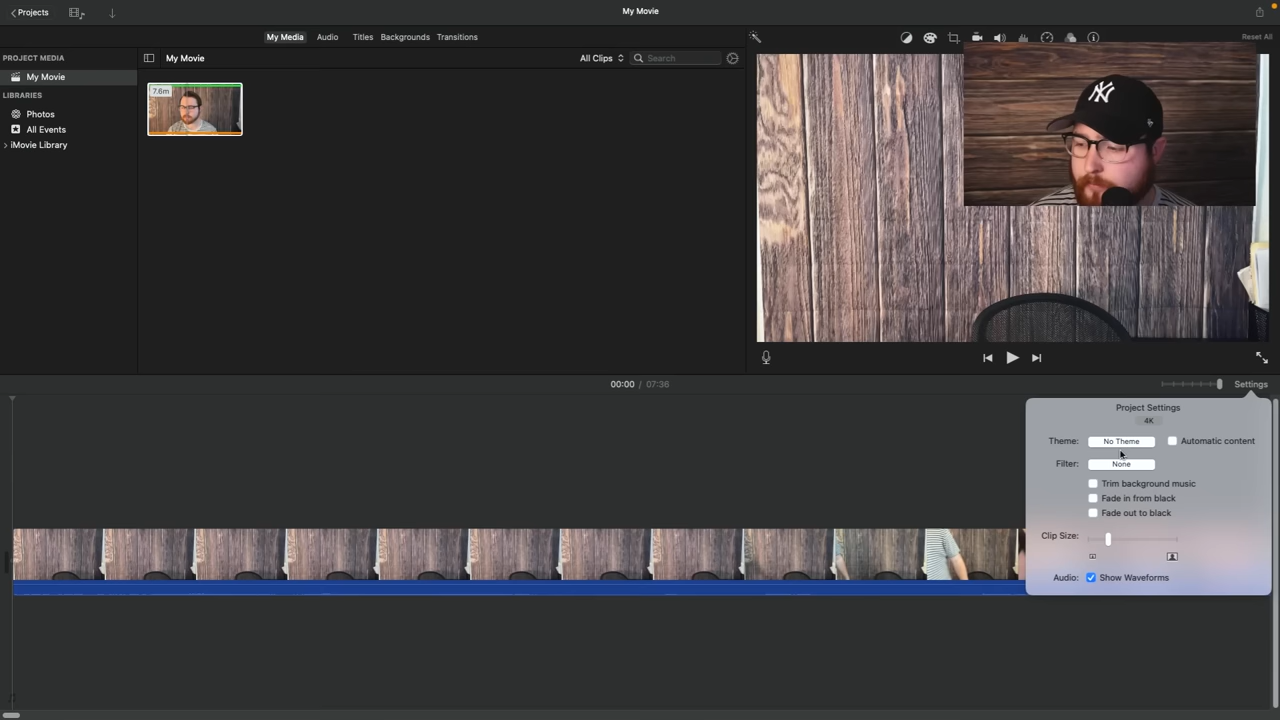 Projects
My Movie
My Media
Audio
Titles
Backgrounds
Transitions
Reset All
PROJECT MEDIA
My Movie
LIBRARIES
Photos
All Events
iMovie Library
My Movie
All Clips
Search
7.6m
NY
00:00 / 07:36
Settings
Project Settings
4K
Theme: No Theme Automatic content
Filter: None
Trim background music
Fade in from black
Fade out to black
Clip Size:
Audio: Show Waveforms